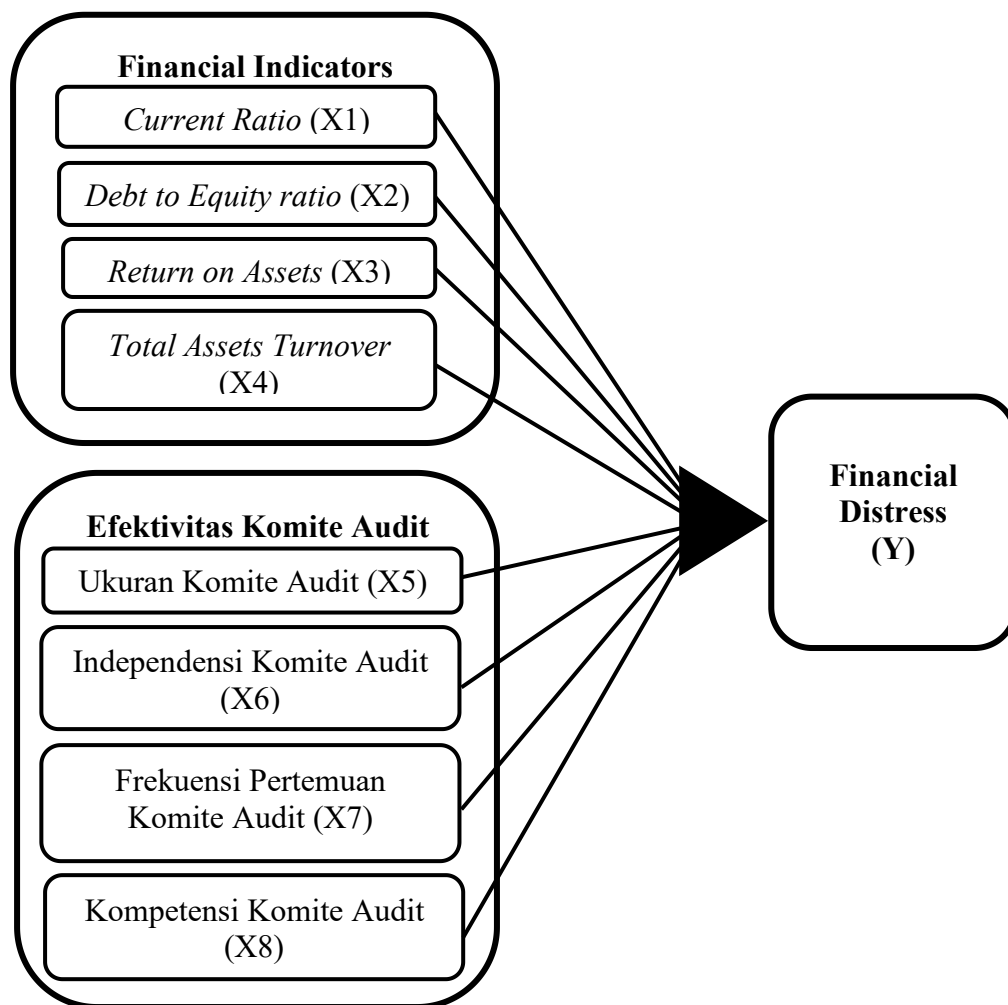 Financial Indicators
Current Ratio (X1)
Debt to Equity ratio (X2)
Return on Assets (X3)
Total Assets Turnover
(X4)
Efektivitas Komite Audit
Ukuran Komite Audit (X5)
Independensi Komite Audit
(X6)
Frekuensi Pertemuan
Komite Audit (X7)
Kompetensi Komite Audit
(X8)
Financial
Distress
(Y)